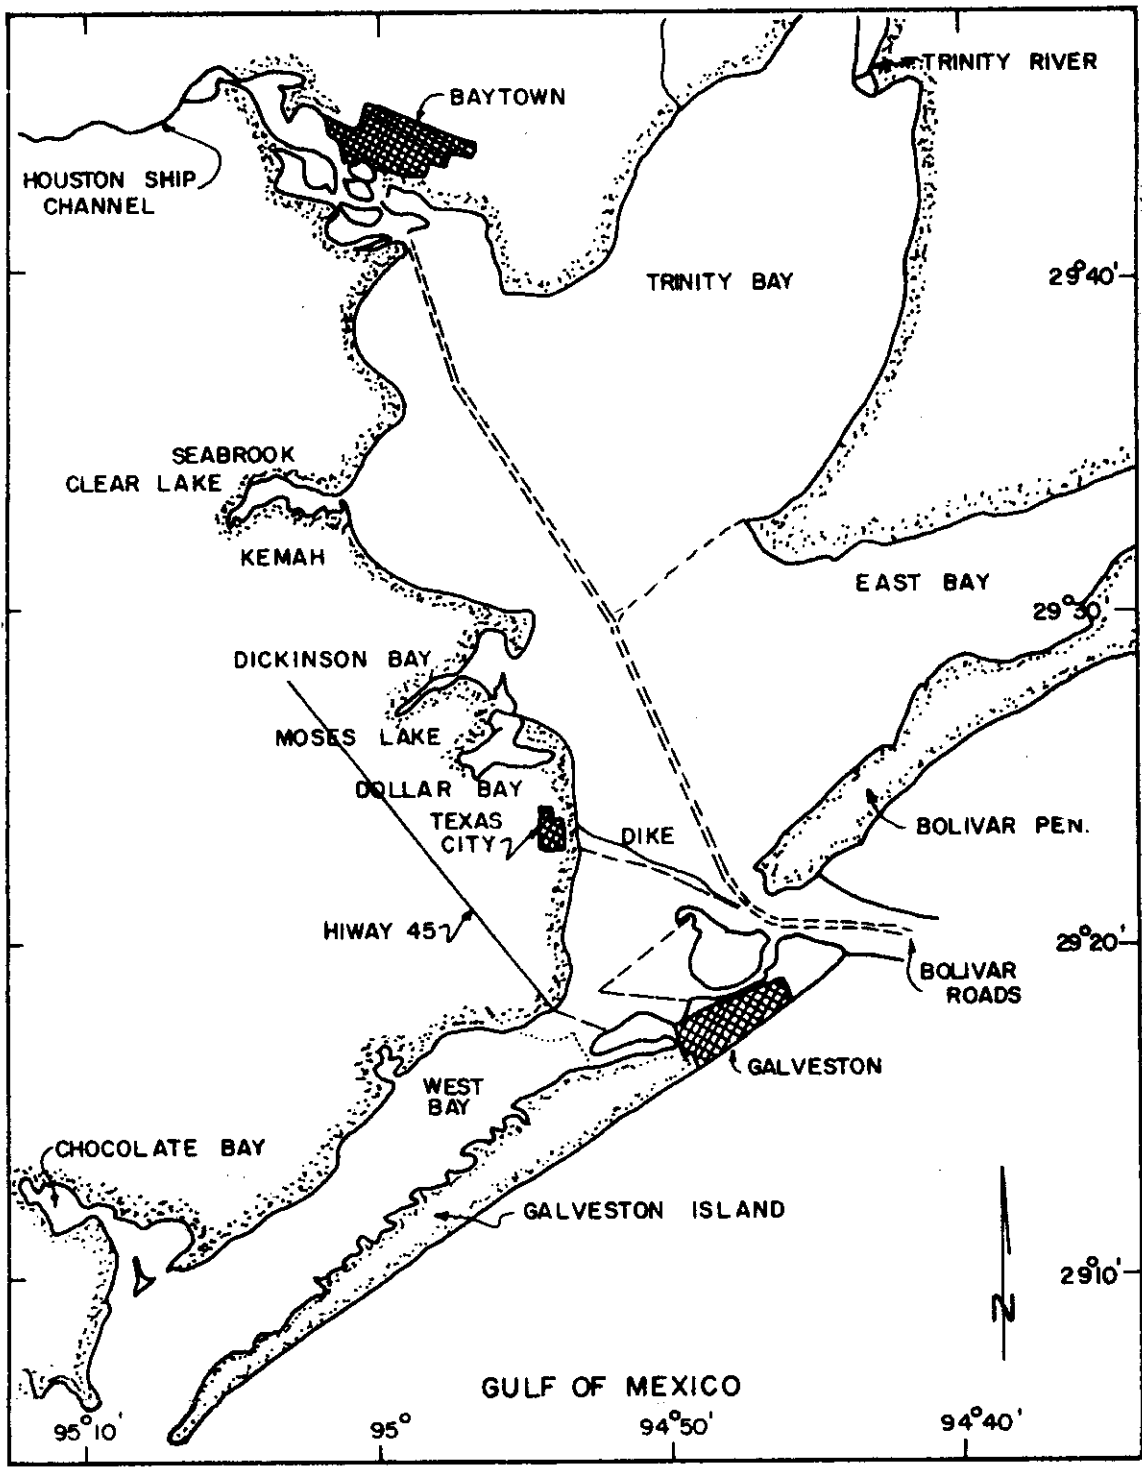 TRINITY RIVER
BAYTOWN
HOUSTON SHIP
CHANNEL
TRINITY BAY
29°40'
SEABROOK
CLEAR LAKE
KEMAH
EAST BAY
29°30'
DICKINSON BAY
MOSES LAKE
DOLLAR BAY
TEXAS
CITY
DIKE
BOLIVAR PEN.
HIWAY 45
29°20'
BOLIVAR
ROADS
GALVESTON
WEST
BAY
CHOCOLATE BAY
GALVESTON ISLAND
29°10'
N
GULF OF MEXICO
95°10'
95°
94°50'
94°40'